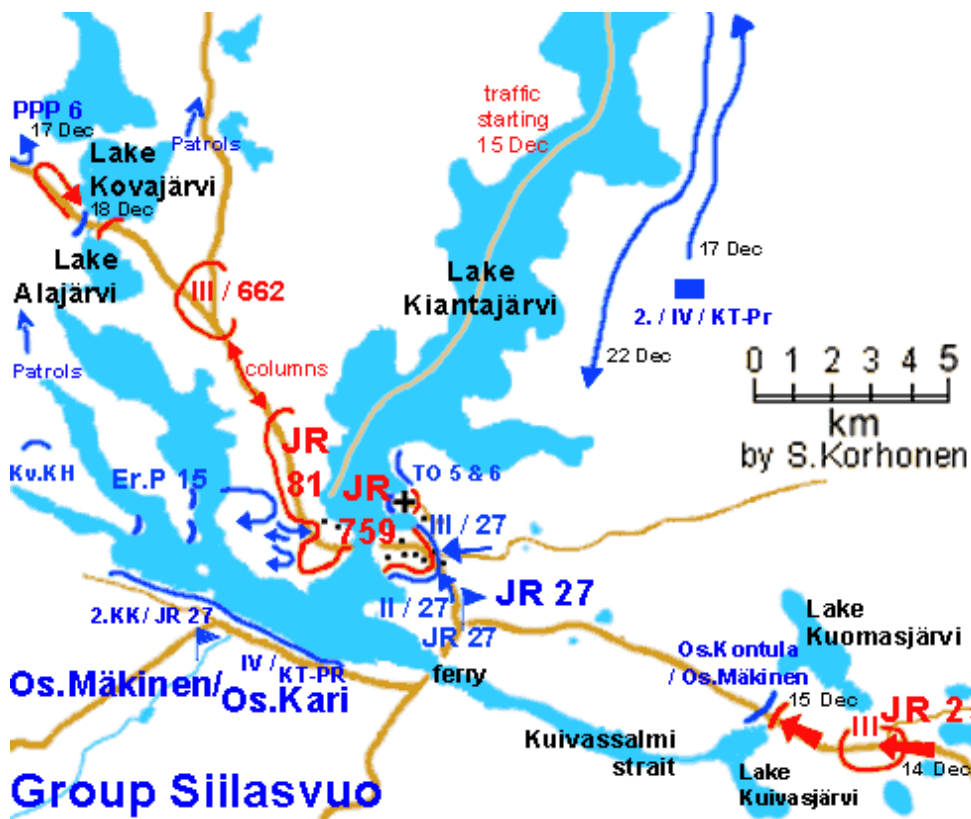 PPP 6
17 Dec
Patrols
Lake
Kovajärvi
18 Dec
Lake
Alajärvi
traffic
starting
15 Dec
Lake
Kiantajärvi
17 Dec
2. / IV / KT-Pr
22 Dec
0 1 2 3 4 5
km
by S.Korhonen
III / 662
columns
Patrols
Kv.KH
Er.P 15
JR
81
JR
759
TO 5 & 6
III / 27
II / 27
JR 27
JR 27
2.KK/ JR 27
IV / KT-PR
Os.Mäkinen/
Os.Kari
ferry
Lake
Kuomasjärvi
Os.Kontula
/ Os.Mäkinen
15 Dec
III
JR 2
14 Dec
Kuivassalmi
strait
Lake
Kuivasjärvi
Group Siilasvuo